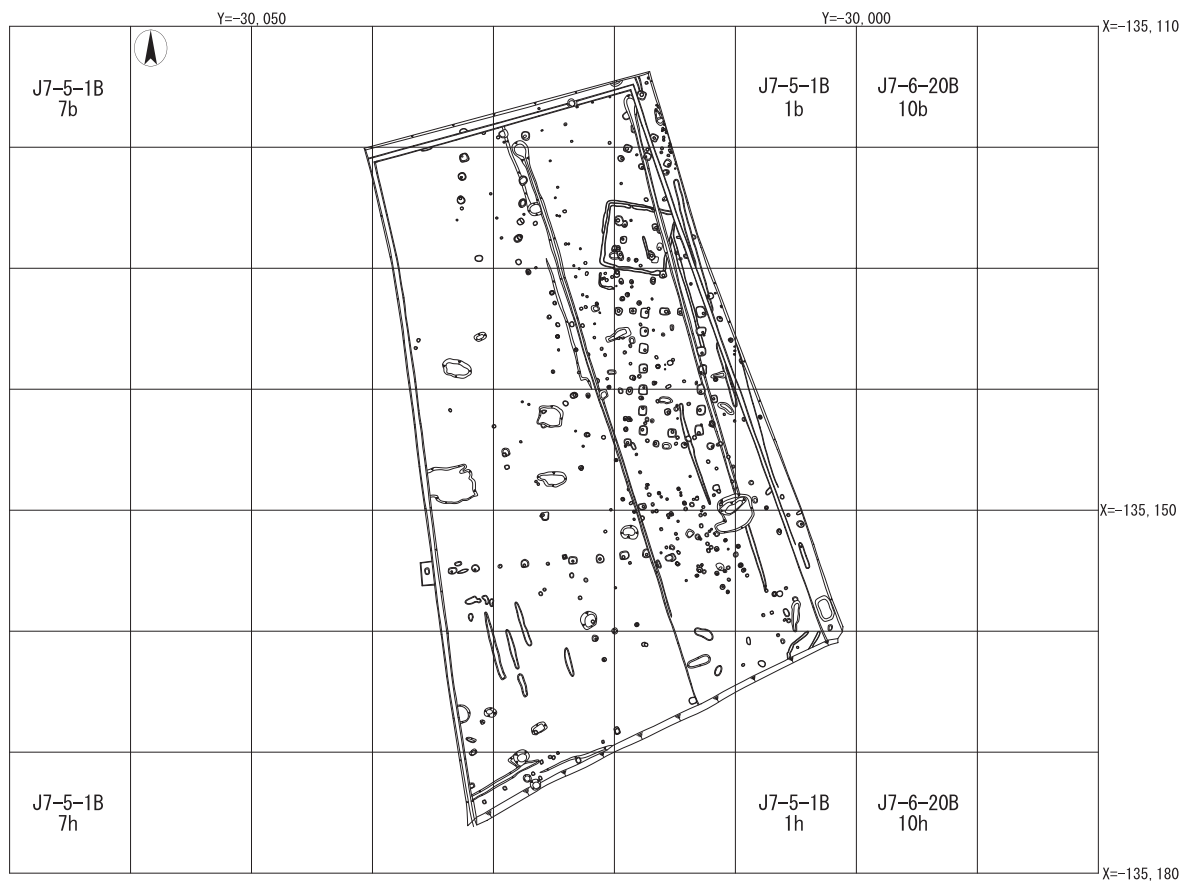 Y=-30,050
Y=-30,000
X=-135,110
J7-5-1B
7b
J7-5-1B
1b
J7-6-20B
10b
X=-135,150
J7-5-1B
7h
J7-5-1B
1h
J7-6-20B
10h
X=-135,180